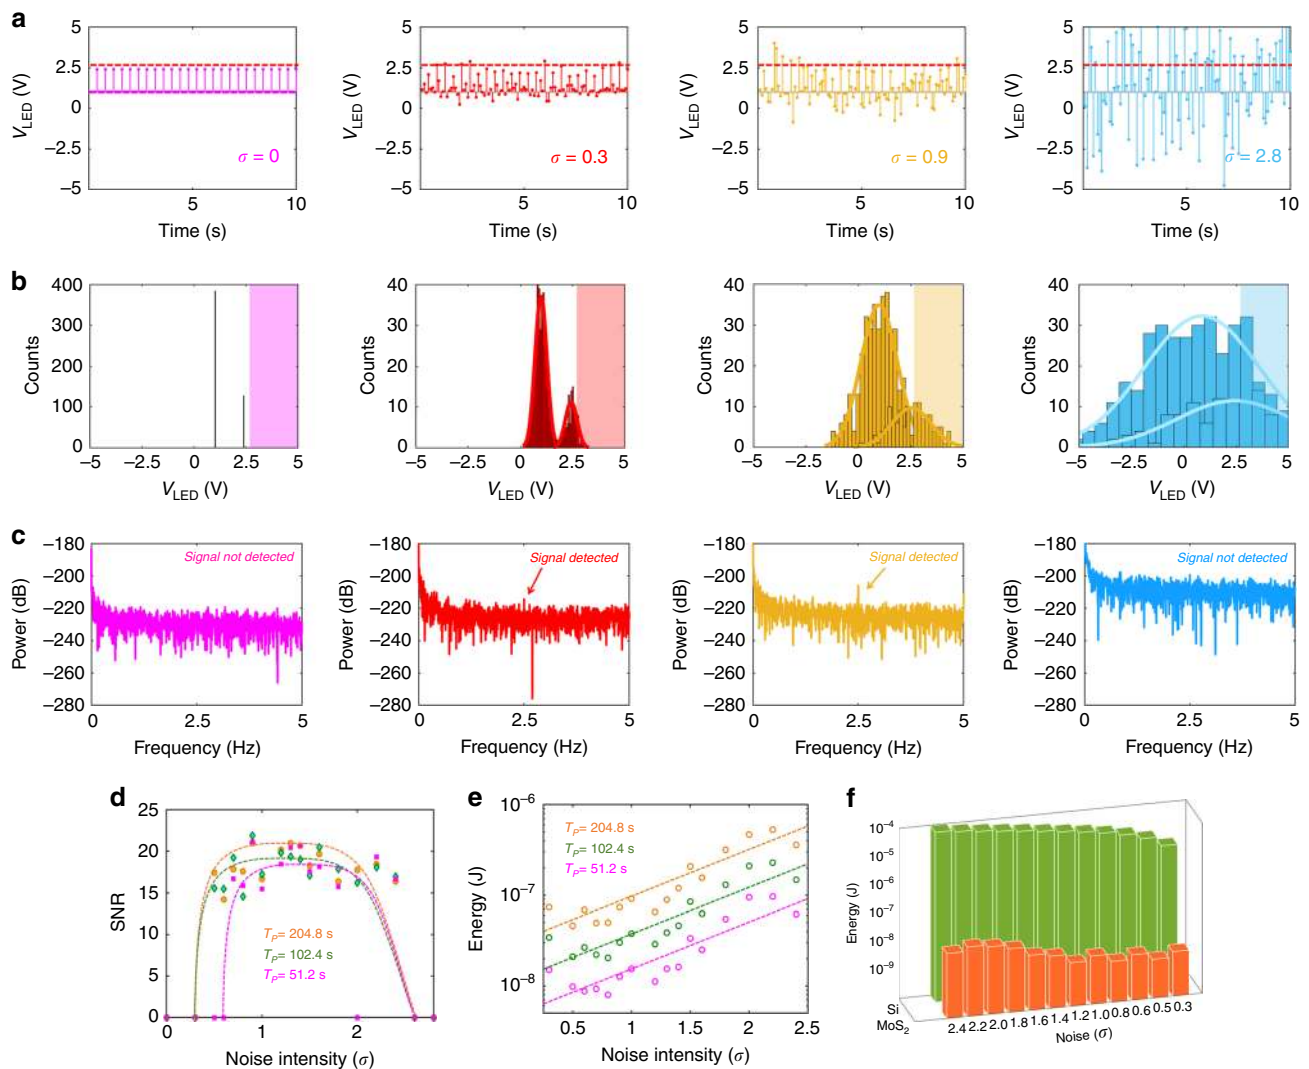 a
5
2.5
0
−2.5
−5
V_LED (V)
σ = 0
5
10
Time (s)
5
2.5
0
−2.5
−5
V_LED (V)
σ = 0.3
5
10
Time (s)
5
2.5
0
−2.5
−5
V_LED (V)
σ = 0.9
5
10
Time (s)
5
2.5
0
−2.5
−5
V_LED (V)
σ = 2.8
5
10
Time (s)
b
400
300
200
100
0
Counts
−5
−2.5
0
2.5
5
V_LED (V)
40
30
20
10
0
Counts
−5
−2.5
0
2.5
5
V_LED (V)
40
30
20
10
0
Counts
−5
−2.5
0
2.5
5
V_LED (V)
40
30
20
10
0
Counts
−5
−2.5
0
2.5
5
V_LED (V)
c
−180
−200
−220
−240
−260
−280
Power (dB)
Signal not detected
0
2.5
5
Frequency (Hz)
−180
−200
−220
−240
−260
−280
Power (dB)
Signal detected
0
2.5
5
Frequency (Hz)
−180
−200
−220
−240
−260
−280
Power (dB)
Signal detected
0
2.5
5
Frequency (Hz)
−180
−200
−220
−240
−260
−280
Power (dB)
Signal not detected
0
2.5
5
Frequency (Hz)
d
25
20
15
10
5
0
SNR
T_P= 204.8 s
T_P= 102.4 s
T_P= 51.2 s
0
1
2
Noise intensity (σ)
e
10⁻⁶
10⁻⁷
10⁻⁸
Energy (J)
T_P= 204.8 s
T_P= 102.4 s
T_P= 51.2 s
0.5
1
1.5
2
2.5
Noise intensity (σ)
f
10⁻⁴
10⁻⁵
10⁻⁶
10⁻⁷
10⁻⁸
10⁻⁹
Energy (J)
Si
MoS₂
2.4
2.2
2.0
1.8
1.6
1.4
1.2
1.0
0.8
0.6
0.5
0.3
Noise (σ)